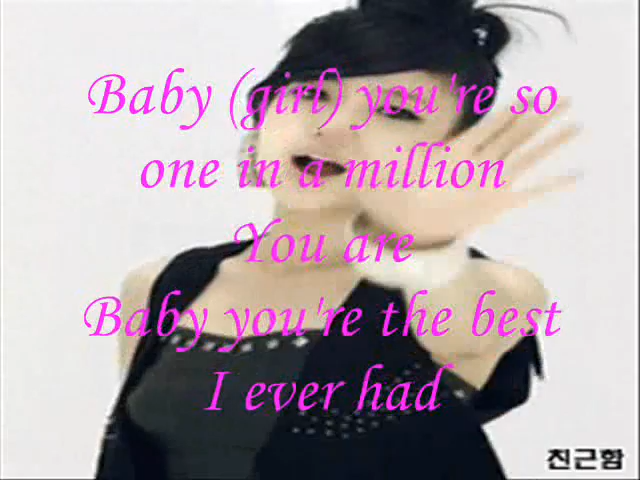 Baby (girl) you're so
one in a million
You are
Baby you're the best
I ever had
친근함